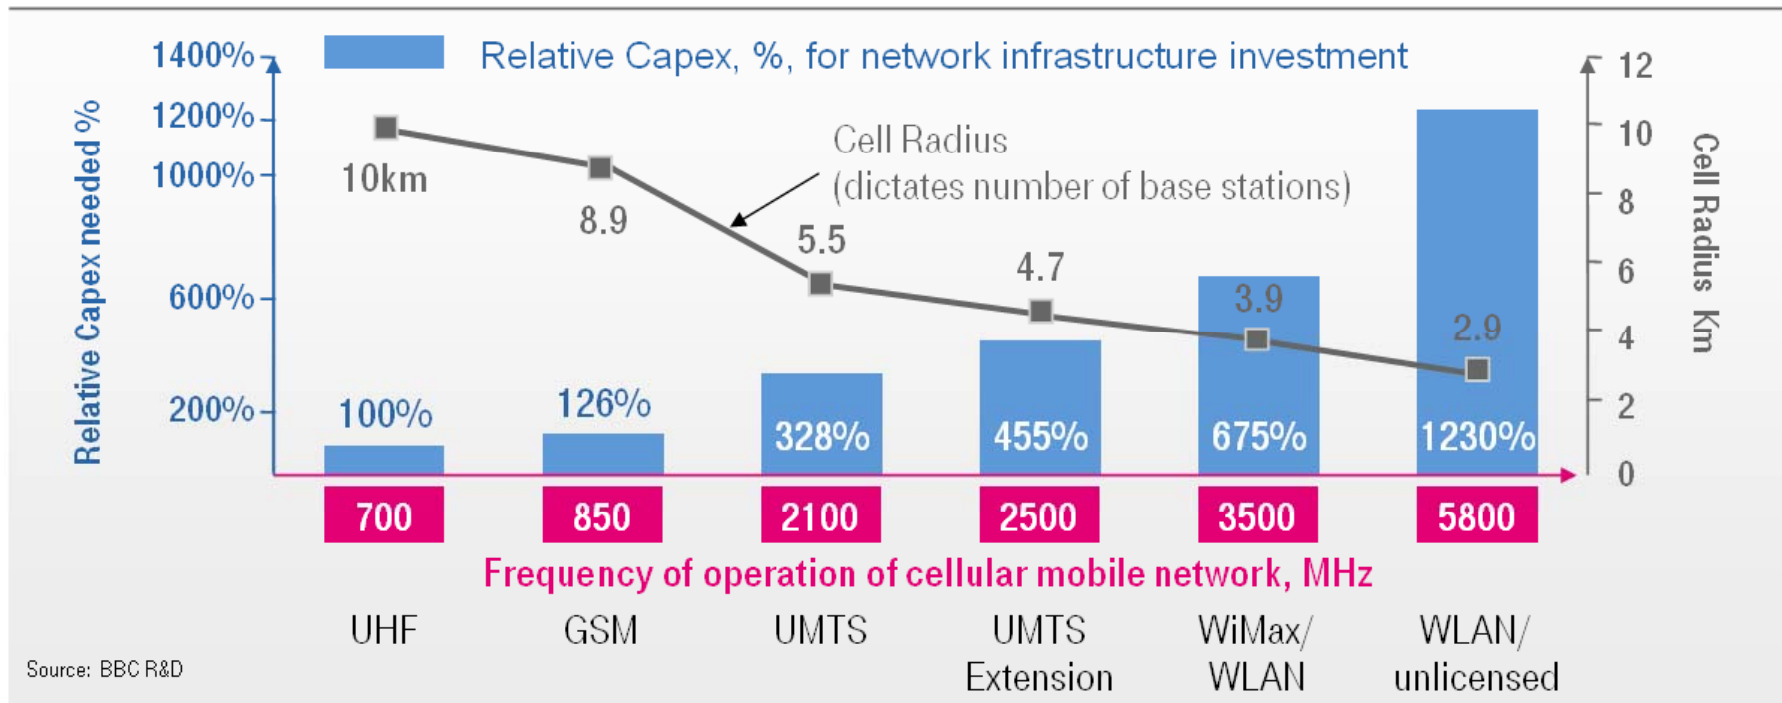 Relative Capex, %, for network infrastructure investment
1400%
1200%
1000%
600%
200%
Relative Capex needed %
12
10
8
6
4
2
0
Cell Radius Km
Cell Radius
(dictates number of base stations)
10km
8.9
5.5
4.7
3.9
2.9
100%
126%
328%
455%
675%
1230%
700 850 2100 2500 3500 5800
Frequency of operation of cellular mobile network, MHz
UHF GSM UMTS UMTS WiMax/ WLAN/
Extension WLAN unlicensed
Source: BBC R&D